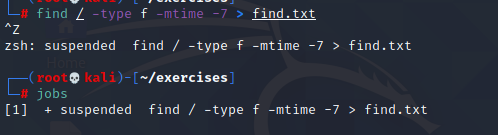 └─# find / -type f -mtime -7 > find.txt
^Z
zsh: suspended  find / -type f -mtime -7 > find.txt
┌──(root💀kali)-[~/exercises]
└─# jobs
[1]  + suspended  find / -type f -mtime -7 > find.txt